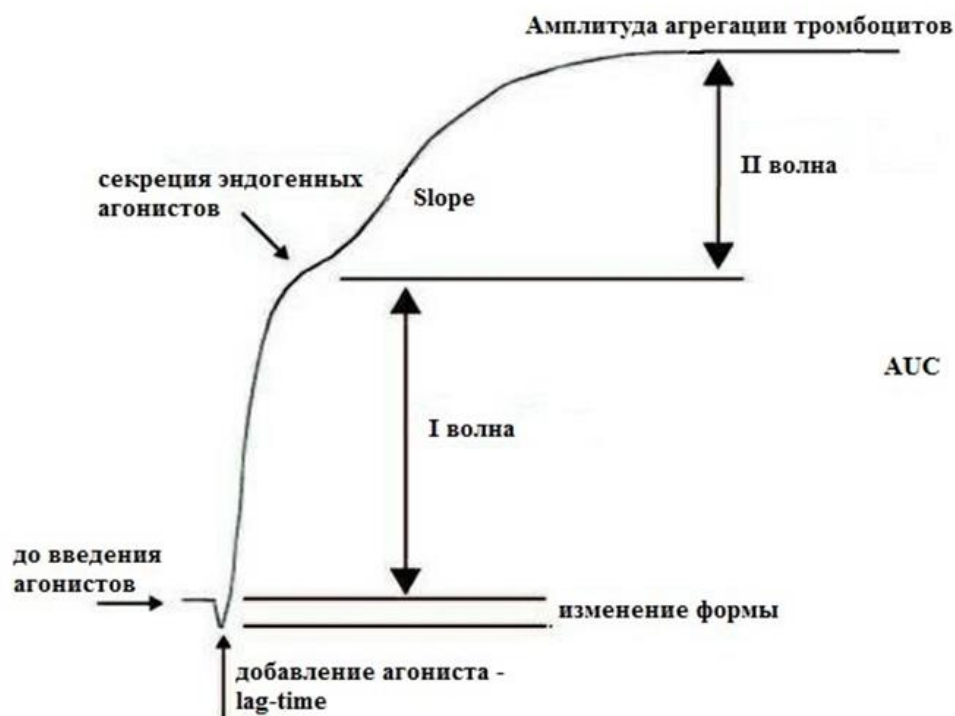 Амплитуда агрегации тромбоцитов
II волна
секреция эндогенных
агонистов
Slope
AUC
I волна
до введения
агонистов
изменение формы
добавление агониста -
lag-time